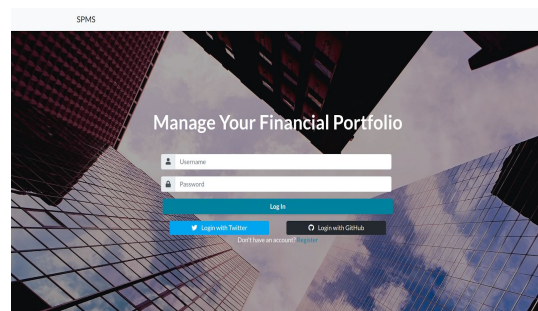 SPMS
Manage Your Financial Portfolio
Username
Password
Log In
Login with Twitter
Login with GitHub
Don't have an account? Register